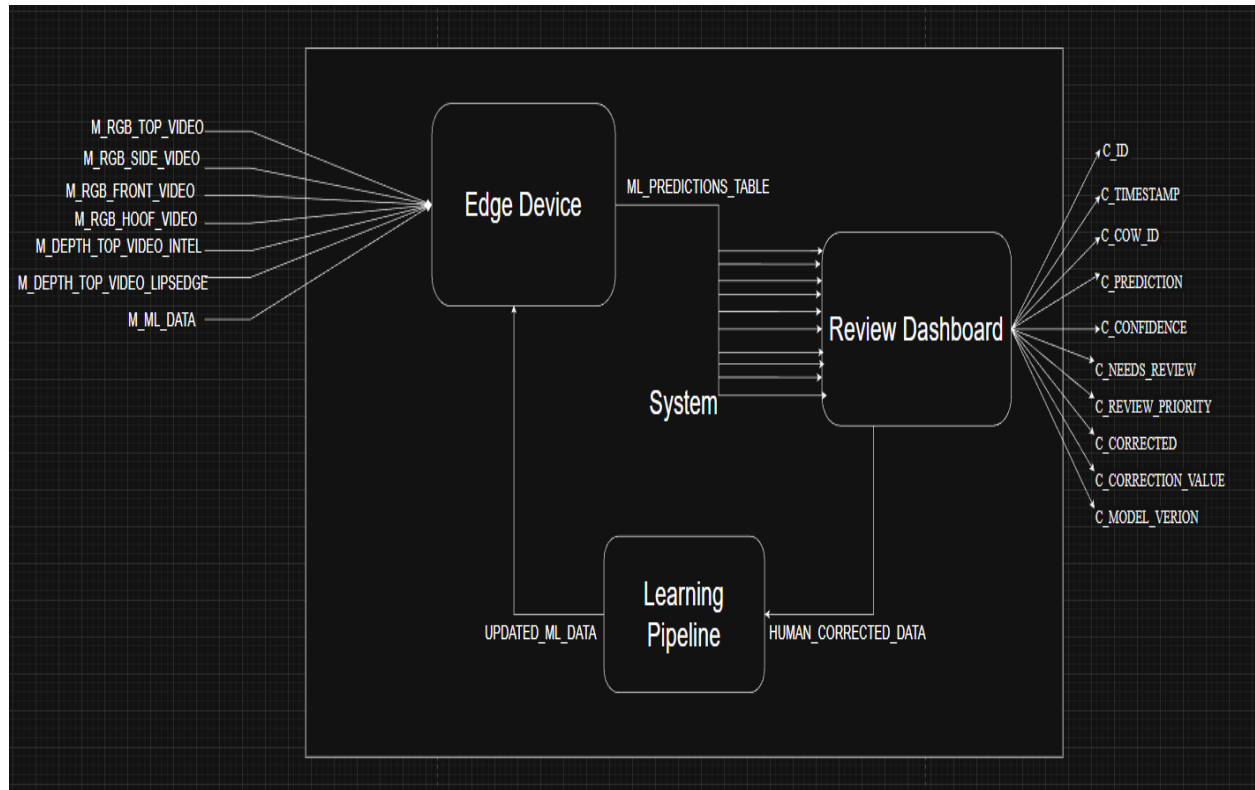 M_RGB_TOP_VIDEO
M_RGB_SIDE_VIDEO
M_RGB_FRONT_VIDEO
M_RGB_HOOF_VIDEO
M_DEPTH_TOP_VIDEO_INTEL
M_DEPTH_TOP_VIDEO_LIPSEDGE
M_ML_DATA
Edge Device
ML_PREDICTIONS_TABLE
System
Review Dashboard
C_ID
C_TIMESTAMP
C_COW_ID
C_PREDICTION
C_CONFIDENCE
C_NEEDS_REVIEW
C_REVIEW_PRIORITY
C_CORRECTED
C_CORRECTION_VALUE
C_MODEL_VERION
UPDATED_ML_DATA
Learning
Pipeline
HUMAN_CORRECTED_DATA